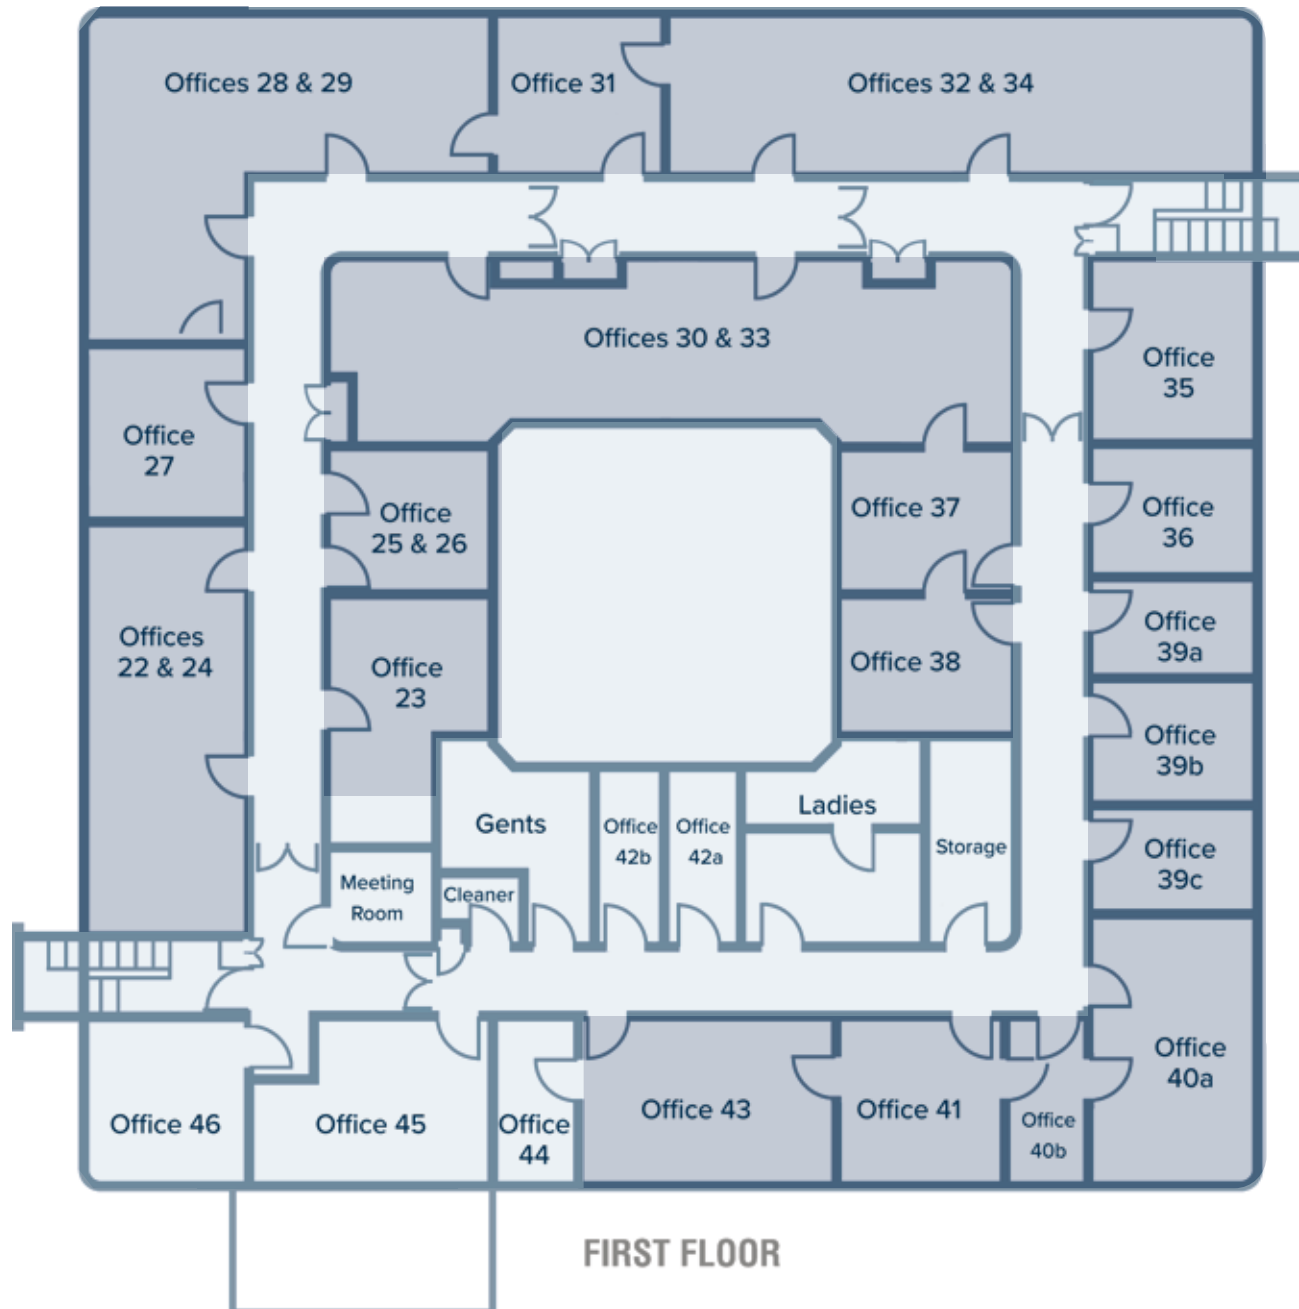 Offices 28 & 29
Office 31
Offices 32 & 34
Offices 30 & 33
Office
35
Office
27
Office
25 & 26
Office 37
Office
36
Offices
22 & 24
Office
23
Office 38
Office
39a
Office
39b
Gents
Office
42b
Office
42a
Ladies
Storage
Office
39c
Meeting
Room
Cleaner
Office
40a
Office 46
Office 45
Office
44
Office 43
Office 41
Office
40b
FIRST FLOOR